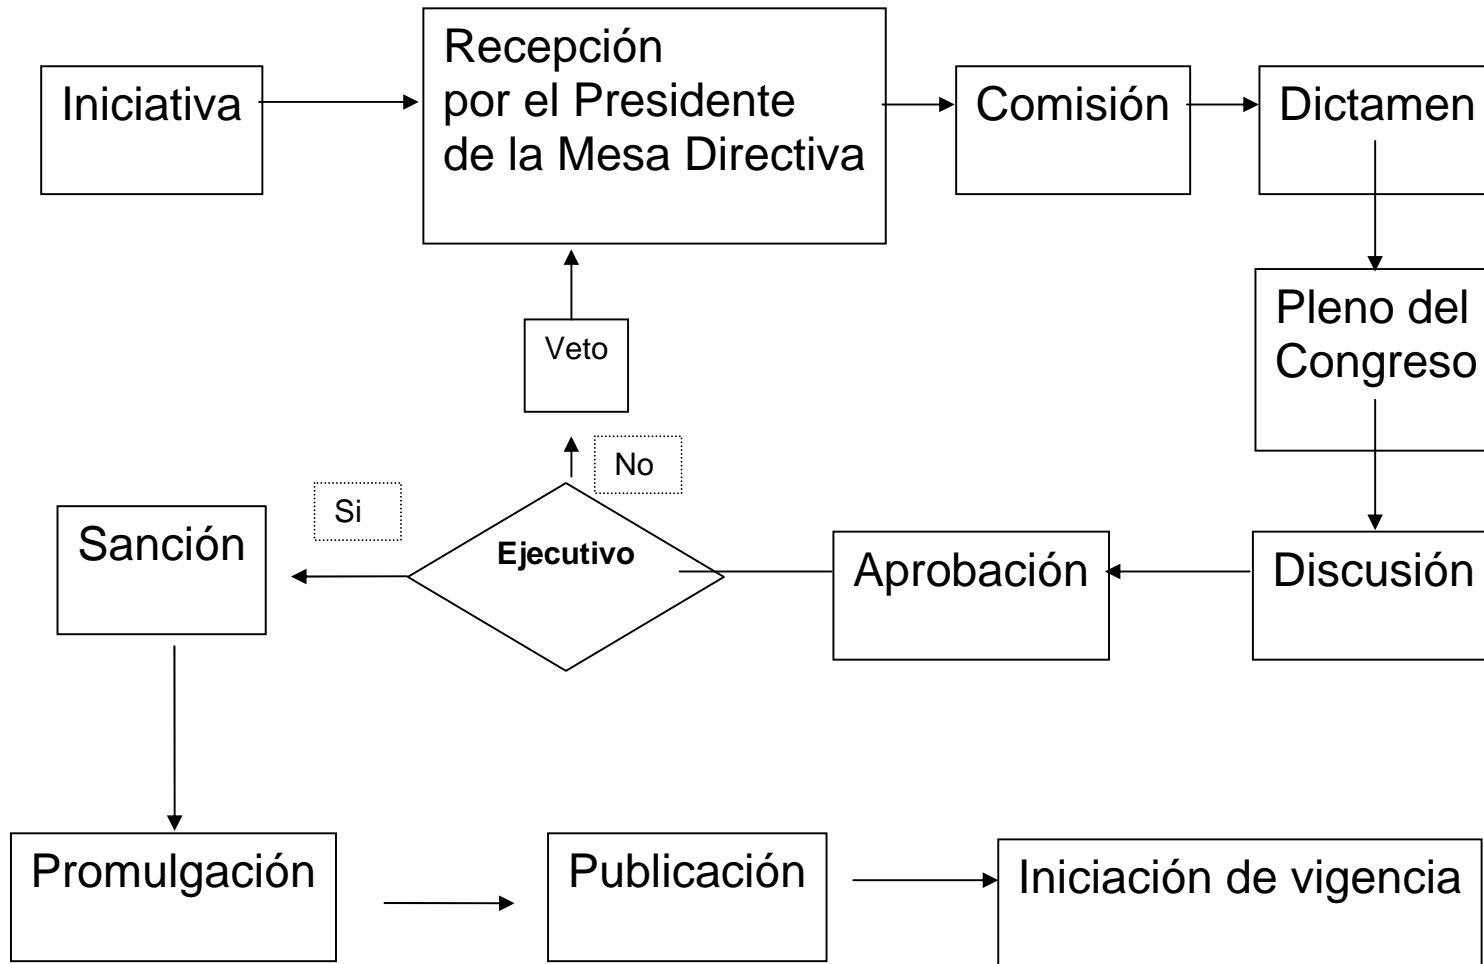 Iniciativa
Recepción
por el Presidente
de la Mesa Directiva
Comisión
Dictamen
Pleno del
Congreso
Discusión
Aprobación
Ejecutivo
No
Veto
Si
Sanción
Promulgación
Publicación
Iniciación de vigencia